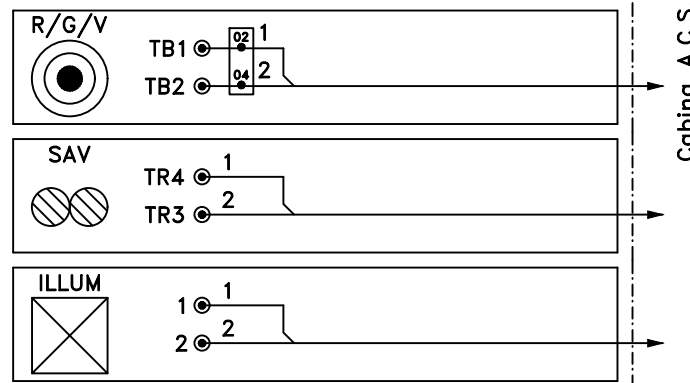 R/G/V
TB1 02 1
TB2 04 2
SAV
TR4 1
TR3 2
ILLUM
1 1
2 2
Cabing A.C.S